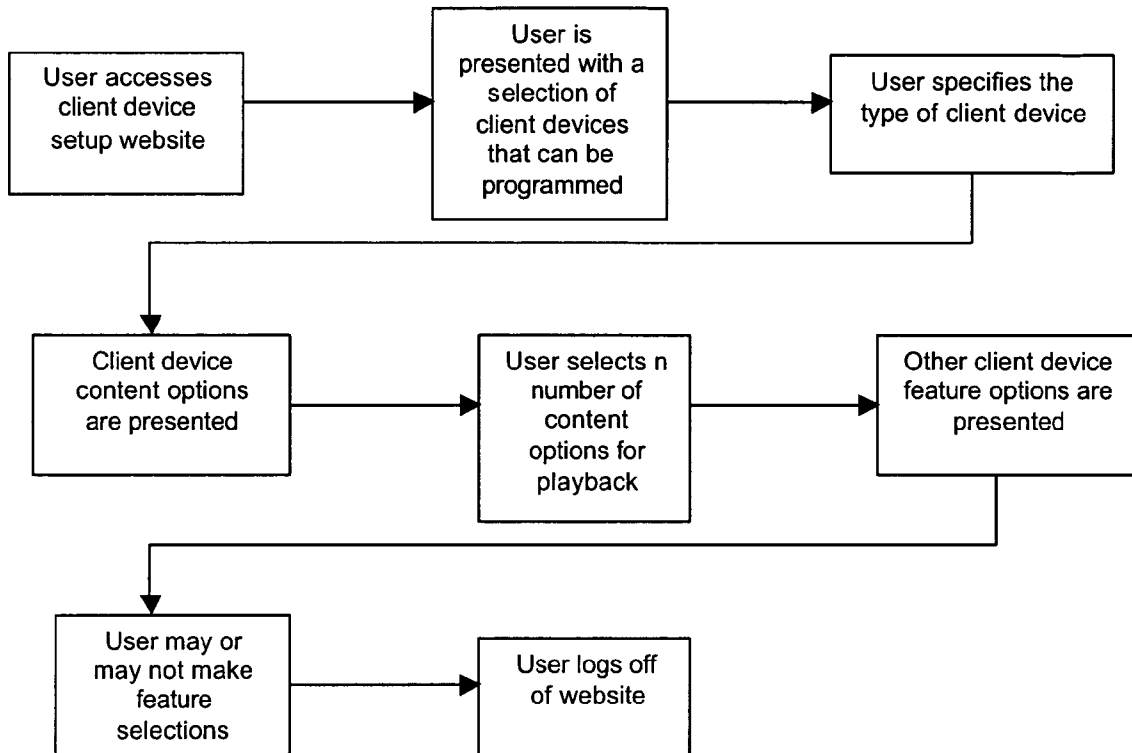 User accesses
client device
setup website
User is
presented with a
selection of
client devices
that can be
programmed
User specifies the
type of client device
Client device
content options
are presented
User selects n
number of
content
options for
playback
Other client device
feature options are
presented
User may or
may not make
feature
selections
User logs off
of website